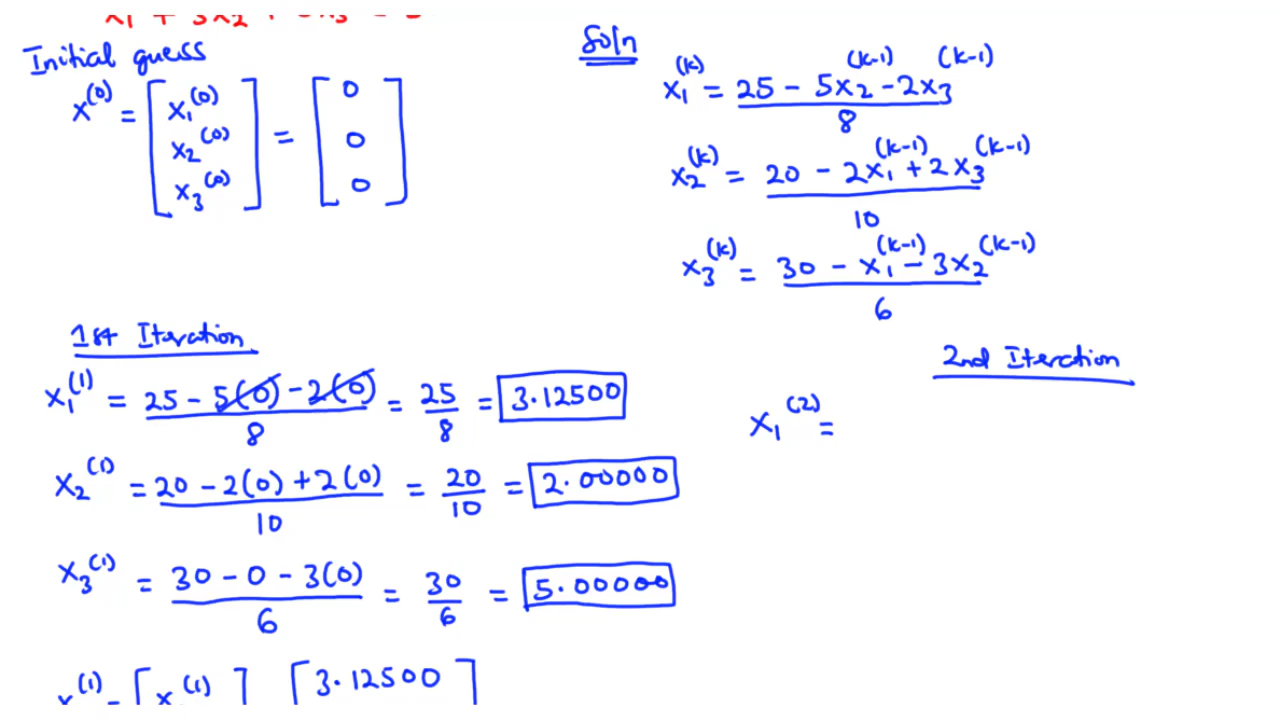 Initial guess
x^(0) = [x1^(0) x2^(0) x3^(0)] = [0 0 0]
Soln
x1^(k) = (25 - 5x2^(k-1) - 2x3^(k-1)) / 8
x2^(k) = (20 - 2x1^(k-1) + 2x3^(k-1)) / 10
x3^(k) = (30 - x1^(k-1) - 3x2^(k-1)) / 6
1st Iteration
x1^(1) = (25 - 5(0) - 2(0)) / 8 = 25/8 = 3.12500
x2^(1) = (20 - 2(0) + 2(0)) / 10 = 20/10 = 2.00000
x3^(1) = (30 - 0 - 3(0)) / 6 = 30/6 = 5.00000
x^(1) = [x1^(1)] [3.12500]
2nd Iteraction
x1^(2) =